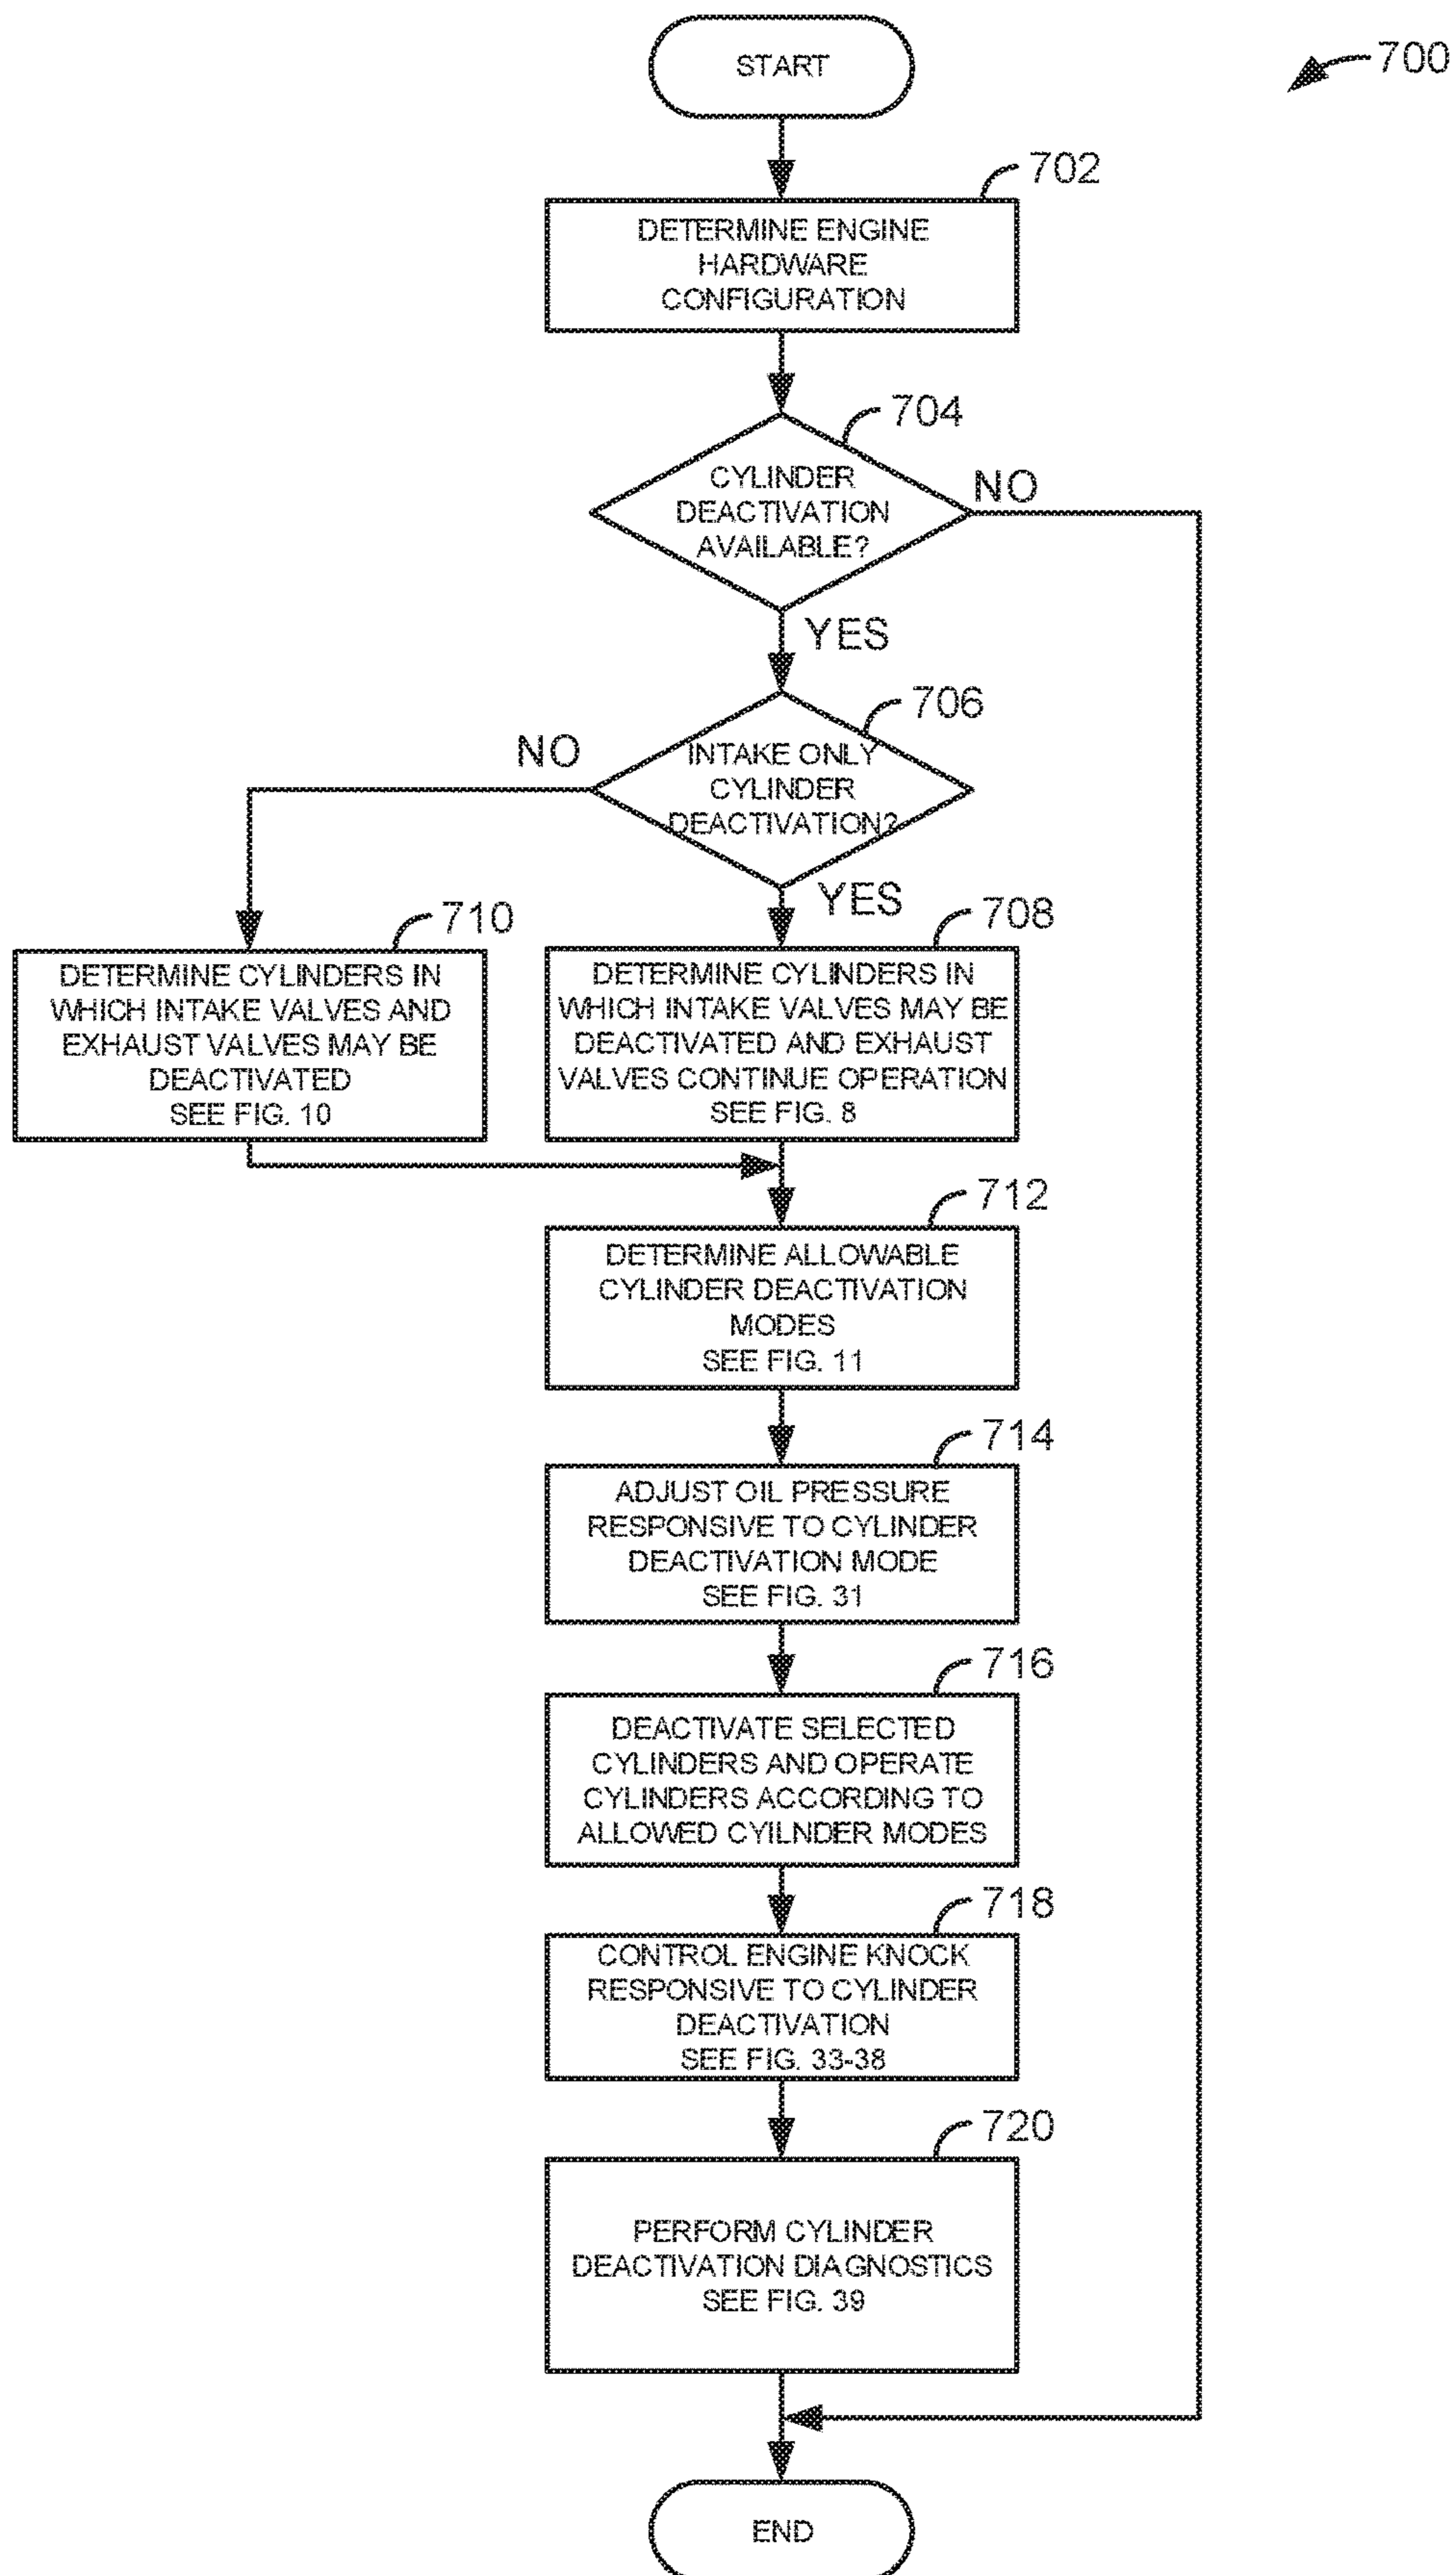 START
700
702
DETERMINE ENGINE
HARDWARE
CONFIGURATION
704
CYLINDER
DEACTIVATION
AVAILABLE?
NO
YES
706
INTAKE ONLY
CYLINDER
DEACTIVATION?
NO
YES
710
DETERMINE CYLINDERS IN
WHICH INTAKE VALVES AND
EXHAUST VALVES MAY BE
DEACTIVATED
SEE FIG. 10
708
DETERMINE CYLINDERS IN
WHICH INTAKE VALVES MAY BE
DEACTIVATED AND EXHAUST
VALVES CONTINUE OPERATION
SEE FIG. 8
712
DETERMINE ALLOWABLE
CYLINDER DEACTIVATION
MODES
SEE FIG. 11
714
ADJUST OIL PRESSURE
RESPONSIVE TO CYLINDER
DEACTIVATION MODE
SEE FIG. 31
716
DEACTIVATE SELECTED
CYLINDERS AND OPERATE
CYLINDERS ACCORDING TO
ALLOWED CYILNDER MODES
718
CONTROL ENGINE KNOCK
RESPONSIVE TO CYLINDER
DEACTIVATION
SEE FIG. 33-38
720
PERFORM CYLINDER
DEACTIVATION DIAGNOSTICS
SEE FIG. 39
END